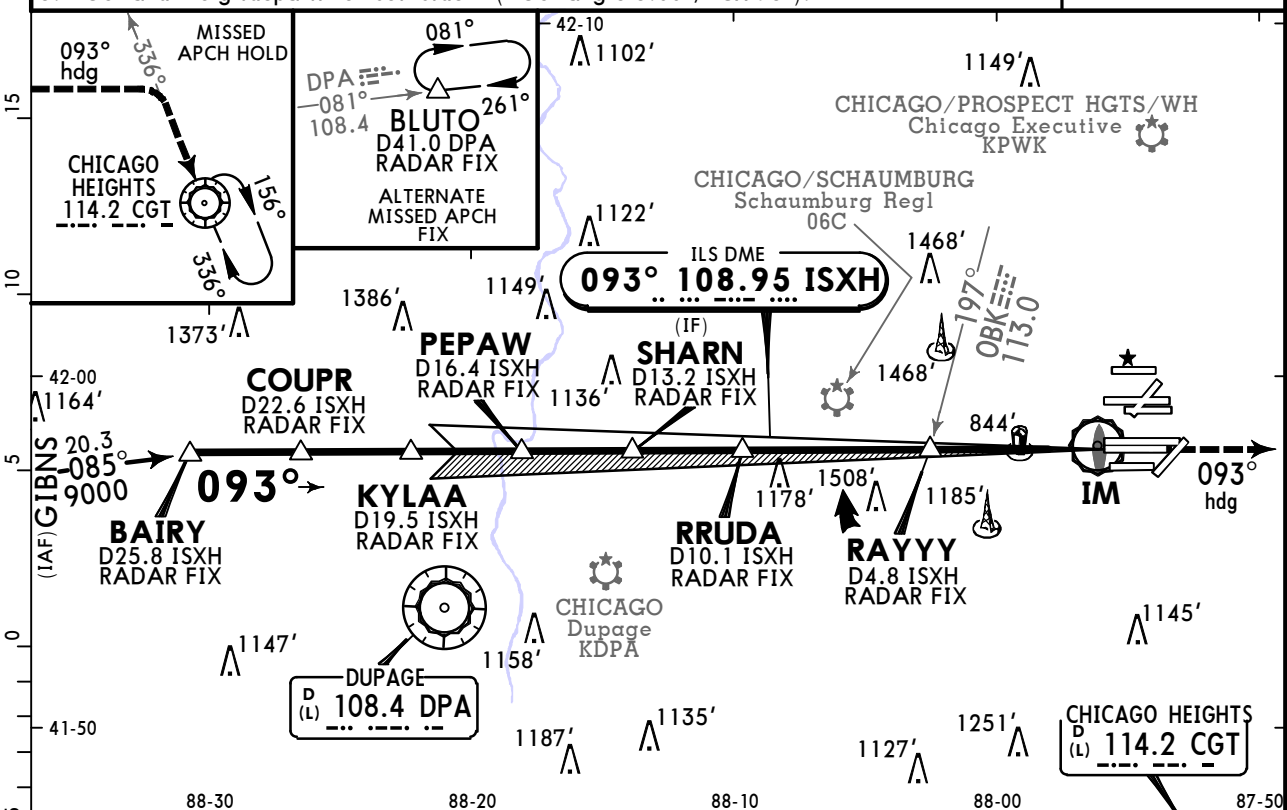 MISSED
APCH HOLD
093°
hdg
336°
CHICAGO
HEIGHTS
114.2 CGT
156°
336°
081°
DPA
081°
108.4
261°
BLUTO
D41.0 DPA
RADAR FIX
ALTERNATE
MISSED APCH
FIX
42-10
1102'
1149'
CHICAGO/PROSPECT HGTS/WH
Chicago Executive
KPWK
CHICAGO/SCHAUMBURG
Schaumburg Regl
06C
15
10
5
0
1122'
1468'
ILS DME
093° 108.95 ISXH
197°
OBK
113.0
1373'
1386'
1149'
(IF)
PEPAW
D16.4 ISXH
RADAR FIX
SHARN
D13.2 ISXH
RADAR FIX
1136'
1468'
42-00
COUPR
D22.6 ISXH
RADAR FIX
1164'
844'
(IAF) GIBNS
20.3
085°
9000
093°
BAIRY
D25.8 ISXH
RADAR FIX
KYLAA
D19.5 ISXH
RADAR FIX
1178'
1508'
1185'
RRUDA
D10.1 ISXH
RADAR FIX
RAYYY
D4.8 ISXH
RADAR FIX
IM
093°
hdg
CHICAGO
Dupage
KDPA
1147'
1158'
1145'
DUPAGE
D
(L)
108.4 DPA
41-50
1187'
1135'
1127'
1251'
CHICAGO HEIGHTS
D
(L)
114.2 CGT
88-30
88-20
88-10
88-00
87-50